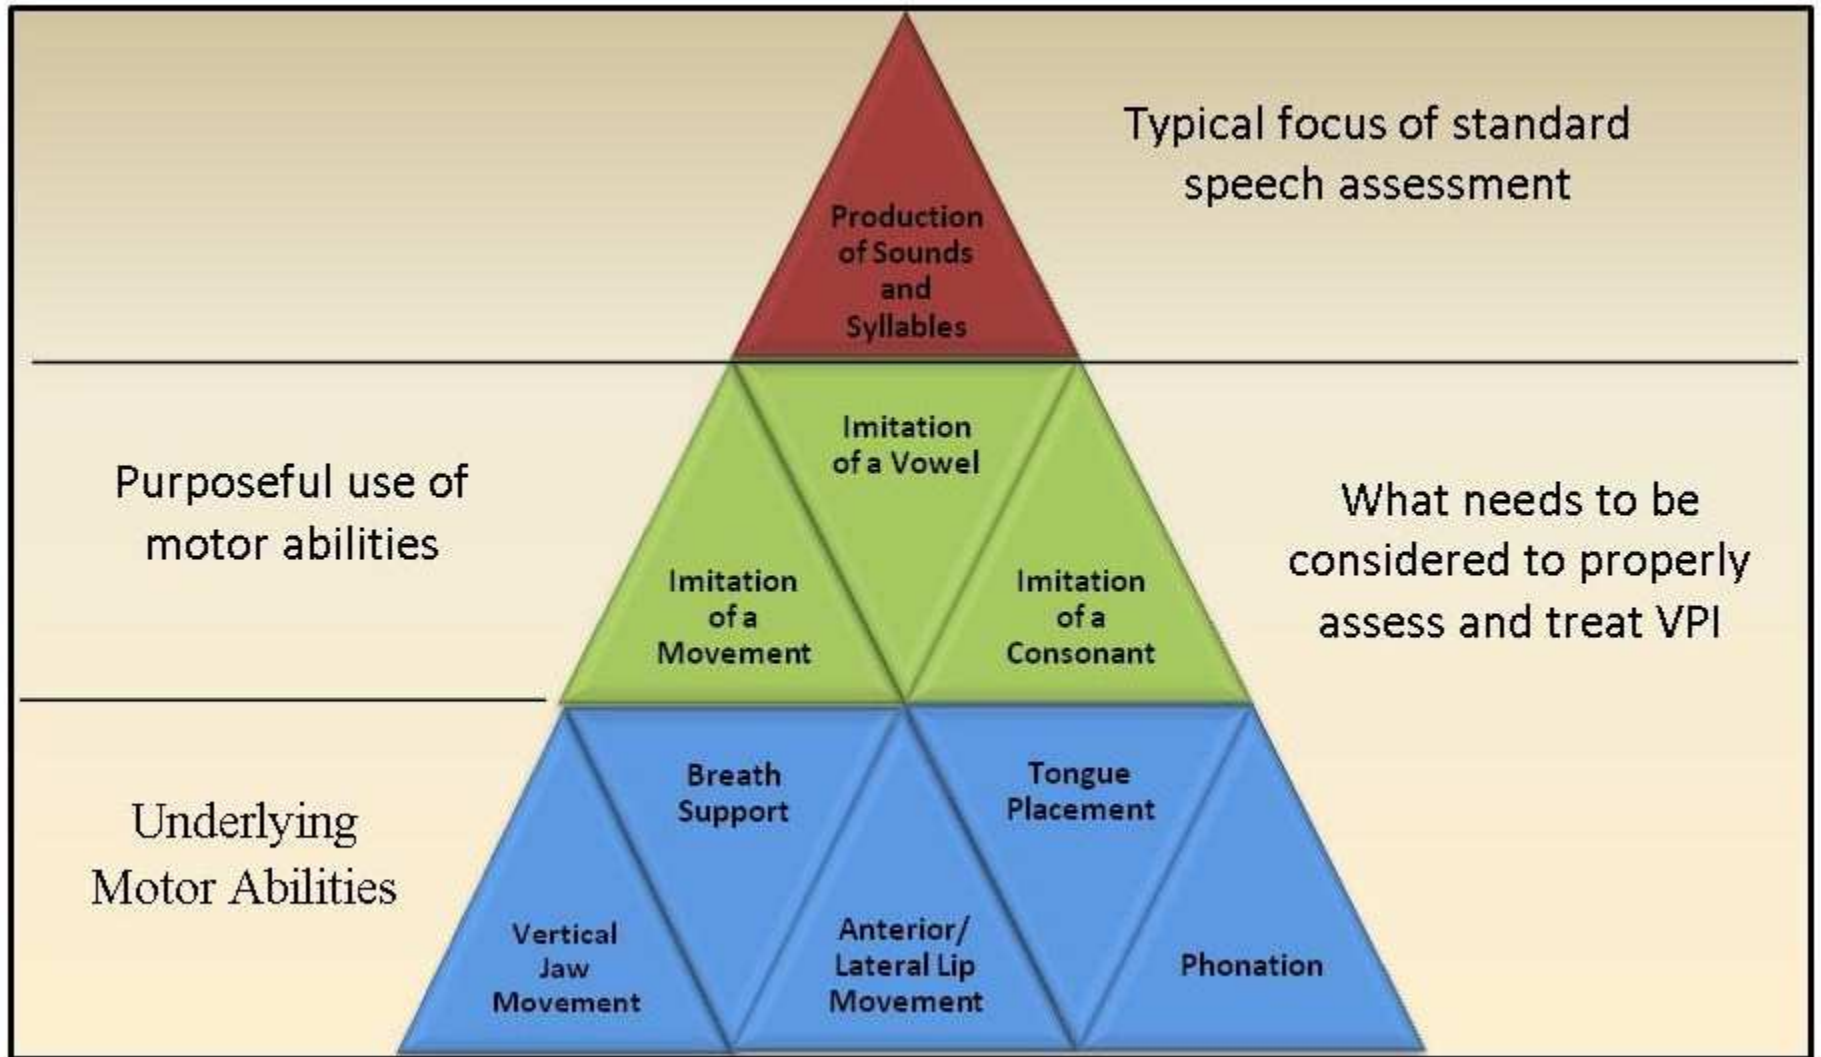 Typical focus of standard
speech assessment
Production
of Sounds
and
Syllables
Purposeful use of
motor abilities
Imitation
of a Vowel
Imitation
of a
Movement
Imitation
of a
Consonant
What needs to be
considered to properly
assess and treat VPI
Underlying
Motor Abilities
Breath
Support
Tongue
Placement
Vertical
Jaw
Movement
Anterior/
Lateral Lip
Movement
Phonation